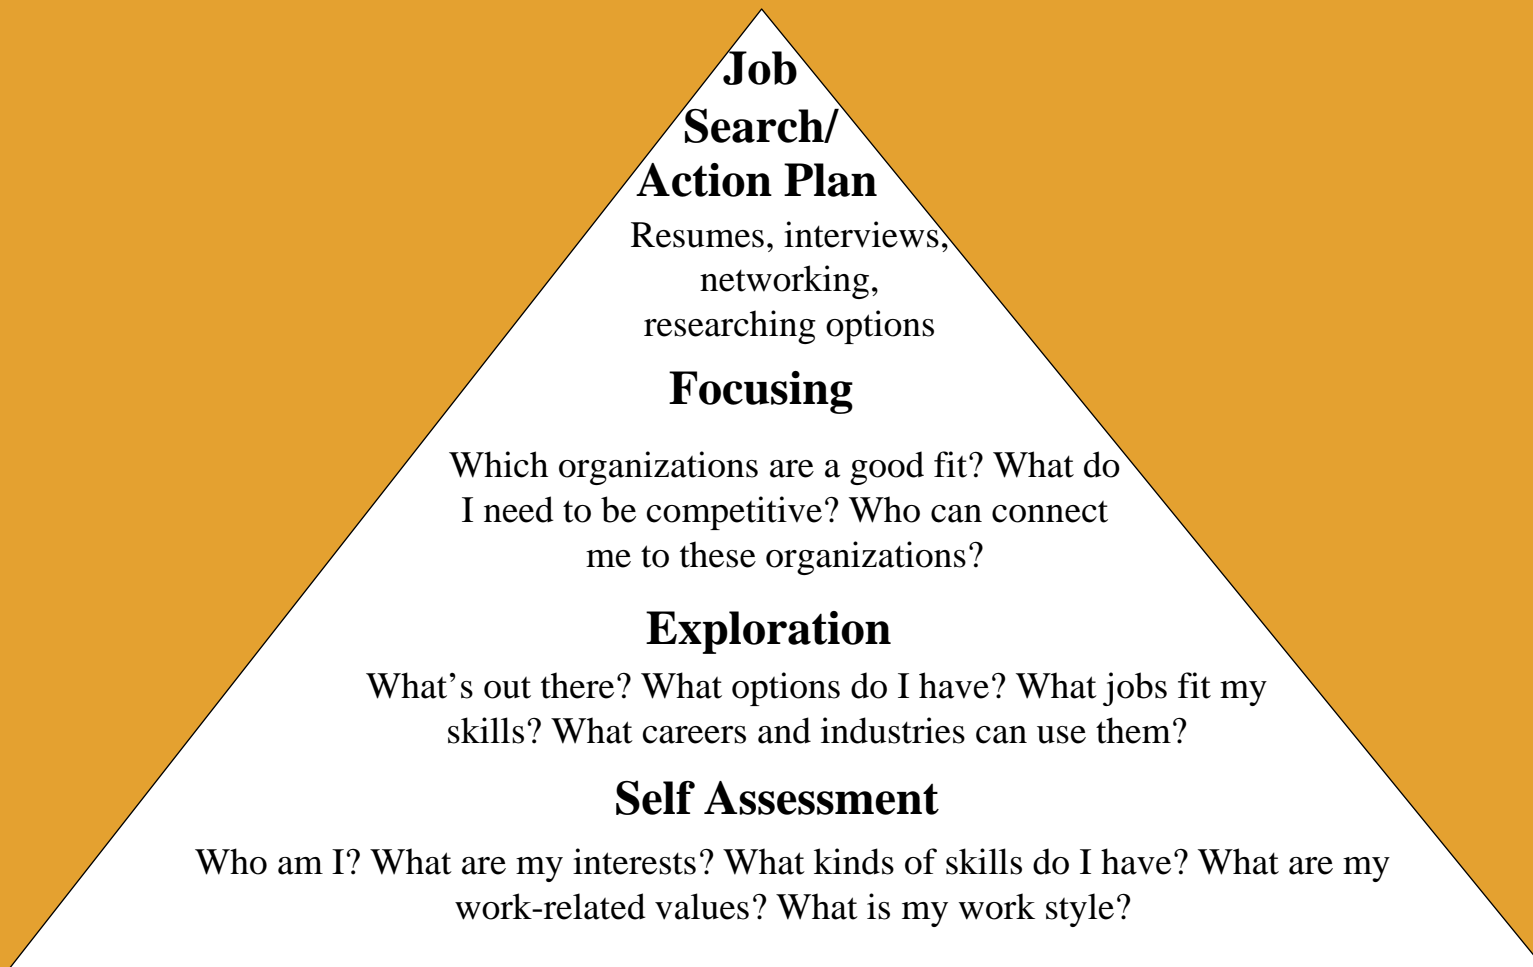 Job
Search/
Action Plan
Resumes, interviews,
networking,
researching options
Focusing
Which organizations are a good fit? What do
I need to be competitive? Who can connect
me to these organizations?
Exploration
What’s out there? What options do I have? What jobs fit my
skills? What careers and industries can use them?
Self Assessment
Who am I? What are my interests? What kinds of skills do I have? What are my
work-related values? What is my work style?